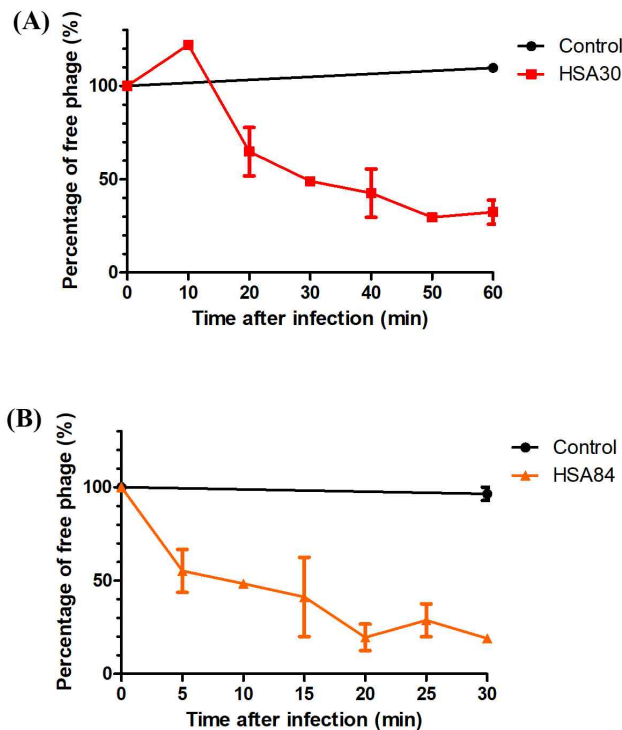 (A)
Percentage of free phage (%)
100
50
0
0 10 20 30 40 50 60
Time after infection (min)
Control
HSA30
(B)
Percentage of free phage (%)
100
50
0
0 5 10 15 20 25 30
Time after infection (min)
Control
HSA84